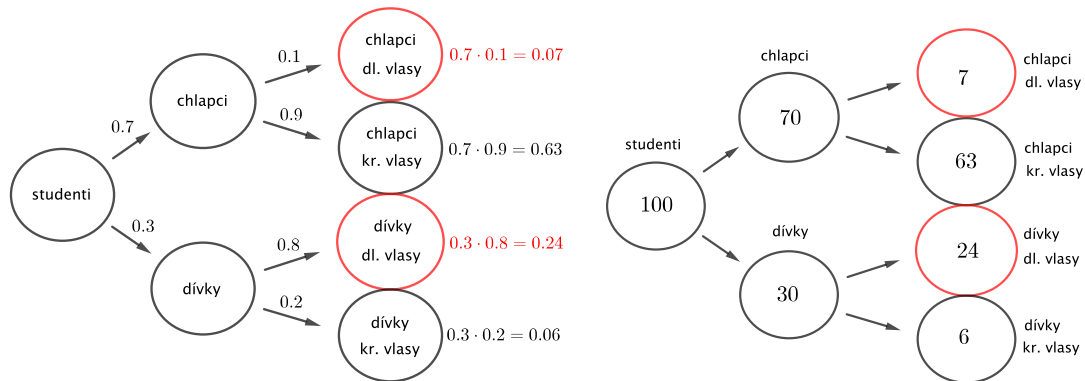 studenti
0.7
0.3
chlapci
dívky
0.1
0.9
0.8
0.2
chlapci
dl. vlasy
0.7 · 0.1 = 0.07
chlapci
kr. vlasy
0.7 · 0.9 = 0.63
dívky
dl. vlasy
0.3 · 0.8 = 0.24
dívky
kr. vlasy
0.3 · 0.2 = 0.06
studenti
100
chlapci
70
dívky
30
7
chlapci
dl. vlasy
63
chlapci
kr. vlasy
24
dívky
dl. vlasy
6
dívky
kr. vlasy